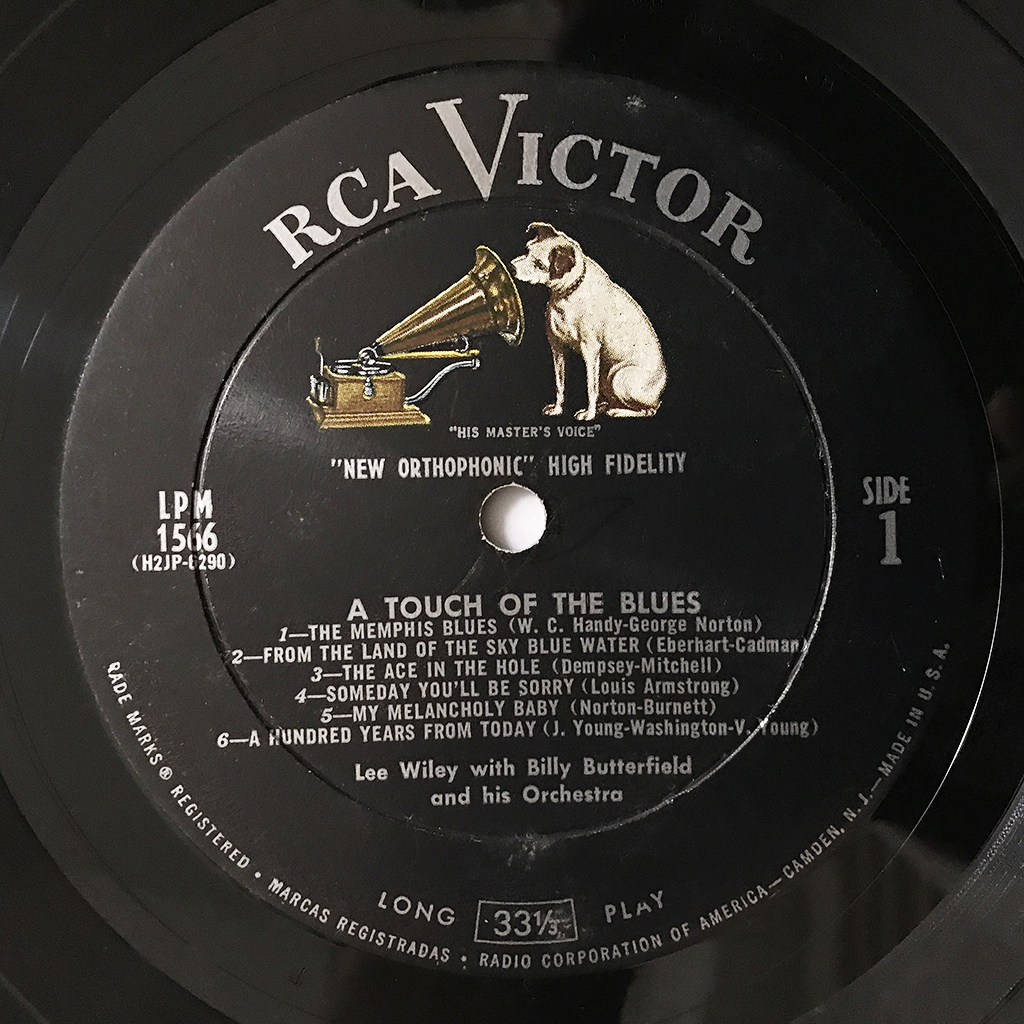 RCA VICTOR
"HIS MASTER'S VOICE"
"NEW ORTHOPHONIC" HIGH FIDELITY
LPM
1566
(H2JP-6290)
SIDE
1
A TOUCH OF THE BLUES
1—THE MEMPHIS BLUES (W. C. Handy-George Norton)
2—FROM THE LAND OF THE SKY BLUE WATER (Eberhart-Cadman)
3—THE ACE IN THE HOLE (Dempsey-Mitchell)
4—SOMEDAY YOU'LL BE SORRY (Louis Armstrong)
5—MY MELANCHOLY BABY (Norton-Burnett)
6—A HUNDRED YEARS FROM TODAY (J. Young-Washington-V. Young)
Lee Wiley with Billy Butterfield
and his Orchestra
LONG 33⅓ PLAY
RADE MARKS ® REGISTERED • MARCAS REGISTRADAS • RADIO CORPORATION OF AMERICA—CAMDEN, N. J.—MADE IN U. S. A.